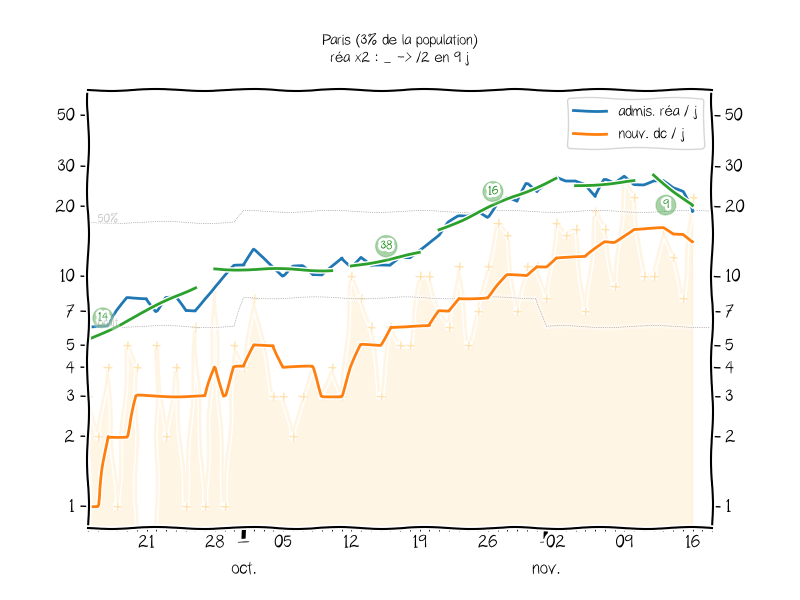 Paris (3% de la population)
réa x2 : _ -> /2 en 9 j
admis. réa / j
nouv. dc / j
50 50
30 30
20 20
10 10
7 7
5 5
4 4
3 3
2 2
1 1
50%
14
38
16
9
21 28 05 12 19 26 02 09 16
oct. nov.